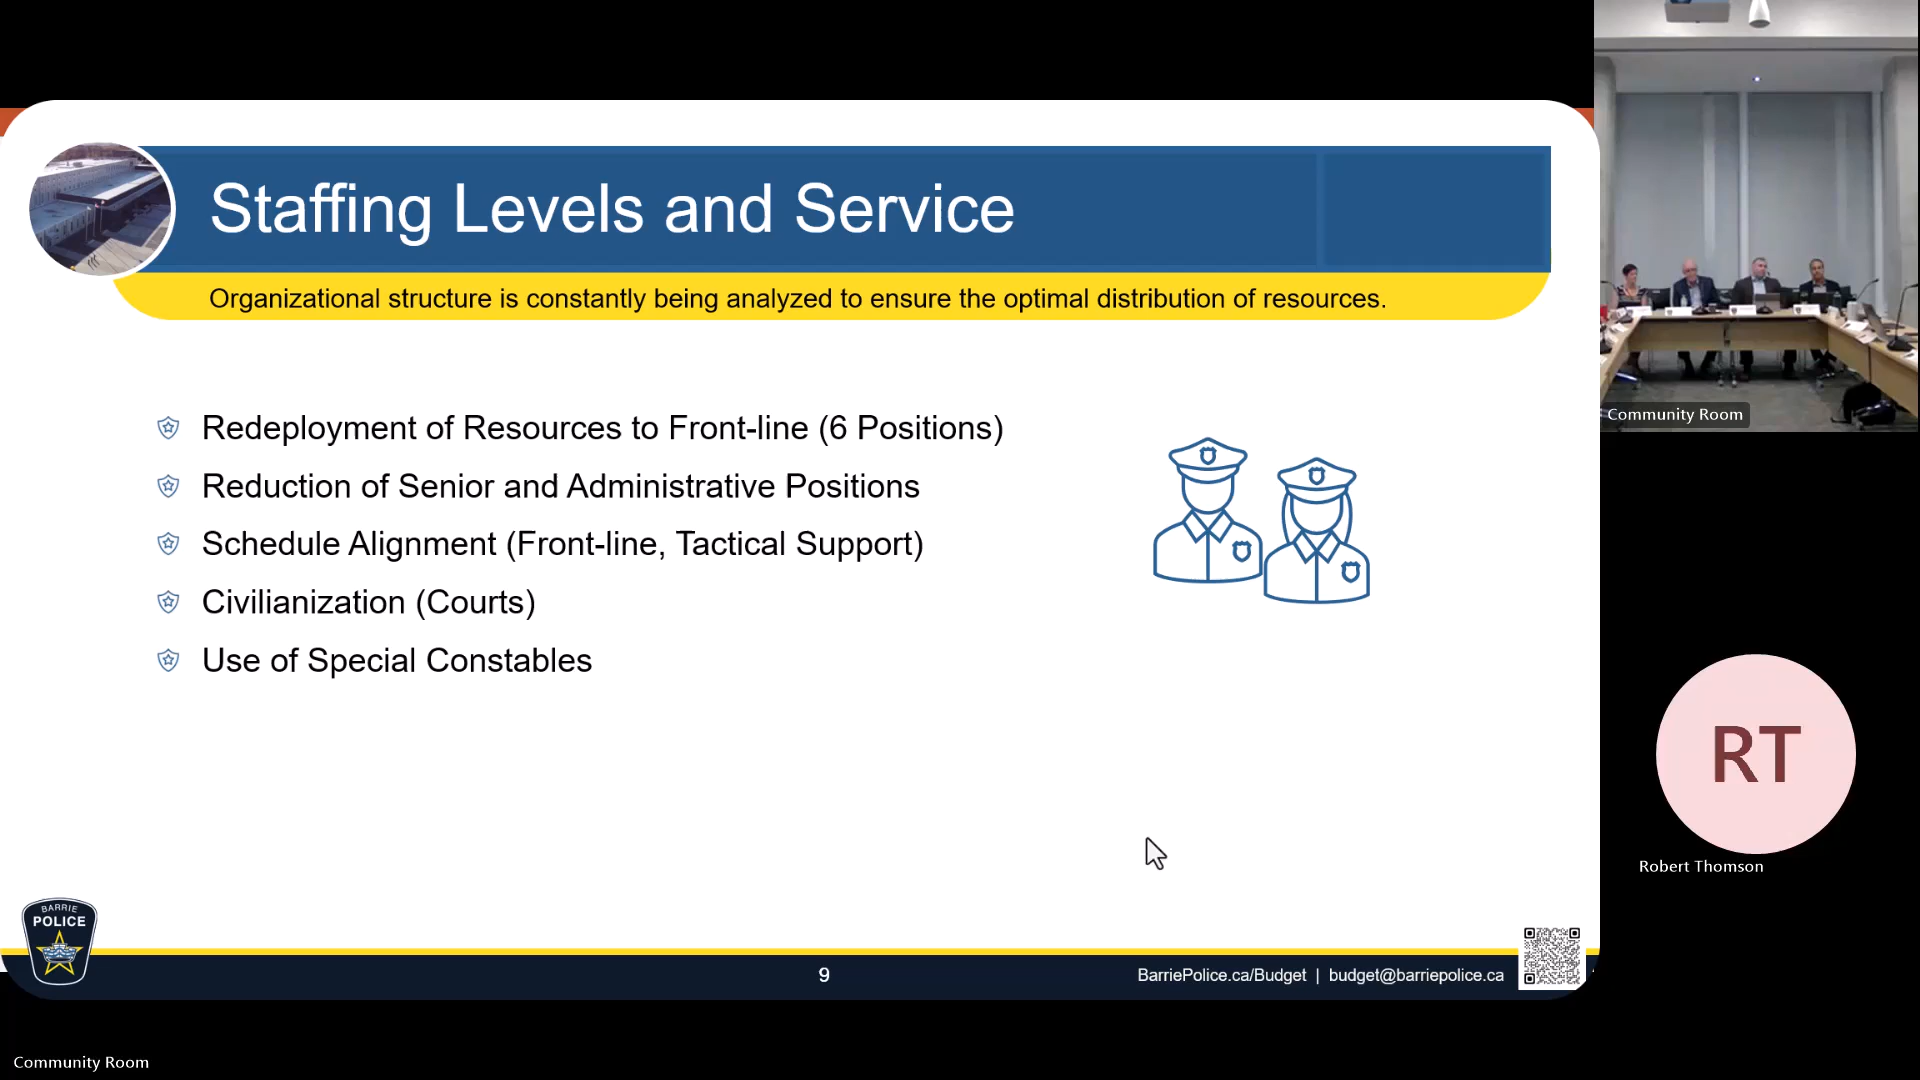 Staffing Levels and Service
Organizational structure is constantly being analyzed to ensure the optimal distribution of resources.
Redeployment of Resources to Front-line (6 Positions)
Reduction of Senior and Administrative Positions
Schedule Alignment (Front-line, Tactical Support)
Civilianization (Courts)
Use of Special Constables
BARRIE
POLICE
9
BarriePolice.ca/Budget | budget@barriepolice.ca
Community Room
RT
Robert Thomson
Community Room